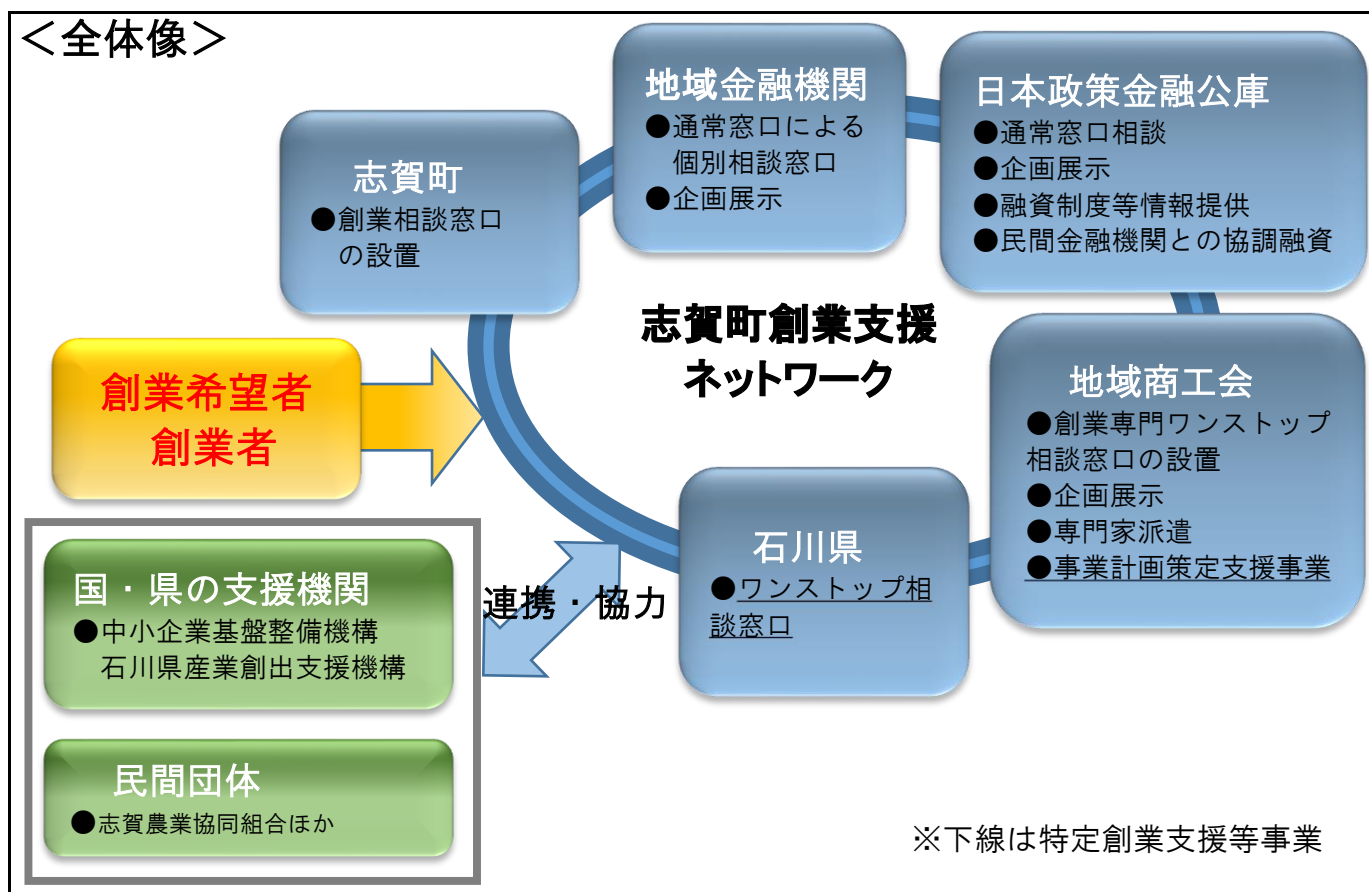 ＜全体像＞
志賀町
●創業相談窓口
の設置
地域金融機関
●通常窓口による
個別相談窓口
●企画展示
日本政策金融公庫
●通常窓口相談
●企画展示
●融資制度等情報提供
●民間金融機関との協調融資
志賀町創業支援
ネットワーク
創業希望者
創業者
地域商工会
●創業専門ワンストップ
相談窓口の設置
●企画展示
●専門家派遣
●事業計画策定支援事業
石川県
●ワンストップ相
談窓口
連携・協力
国・県の支援機関
●中小企業基盤整備機構
石川県産業創出支援機構
民間団体
●志賀農業協同組合ほか
※下線は特定創業支援等事業